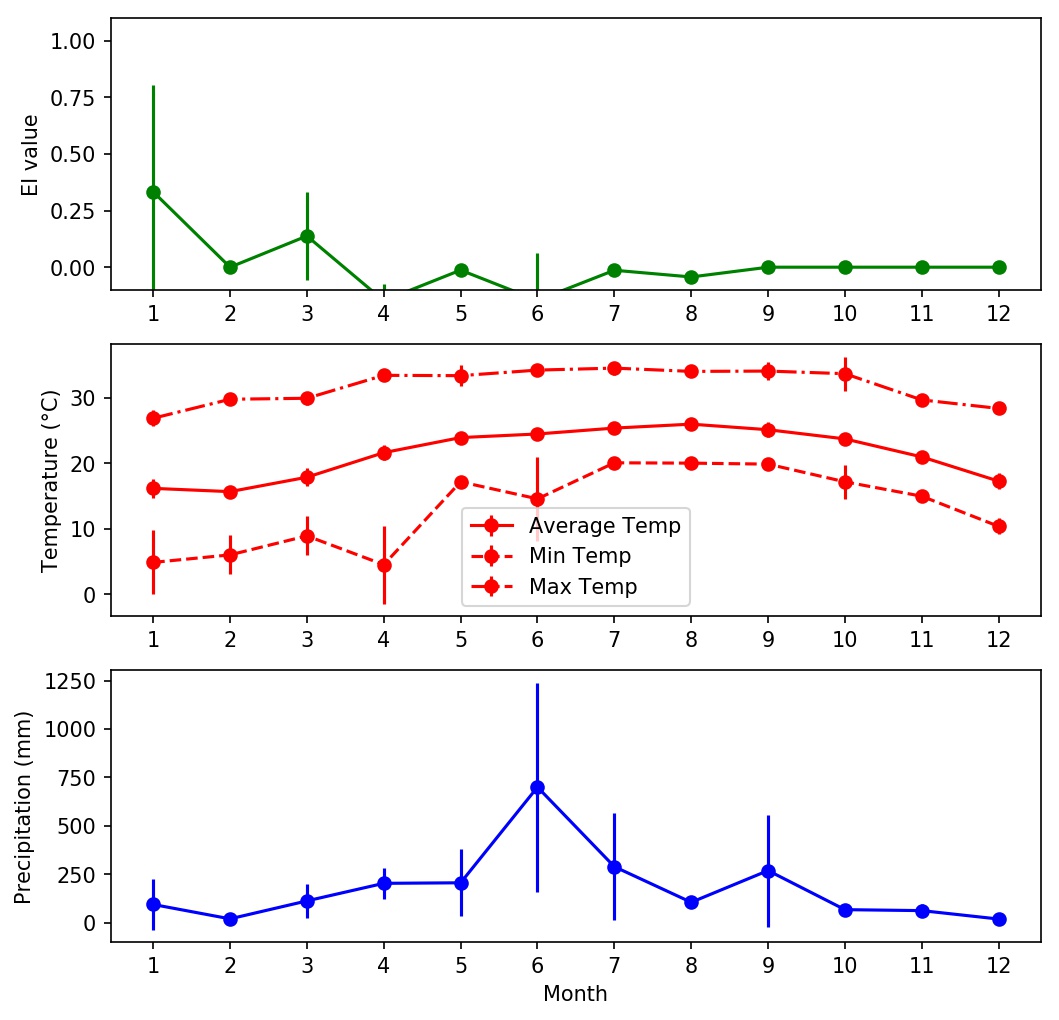 EI value
1.00
0.75
0.50
0.25
0.00
1 2 3 4 5 6 7 8 9 10 11 12
Temperature (°C)
30
20
10
0
Average Temp
Min Temp
Max Temp
1 2 3 4 5 6 7 8 9 10 11 12
Precipitation (mm)
1250
1000
750
500
250
0
1 2 3 4 5 6 7 8 9 10 11 12
Month